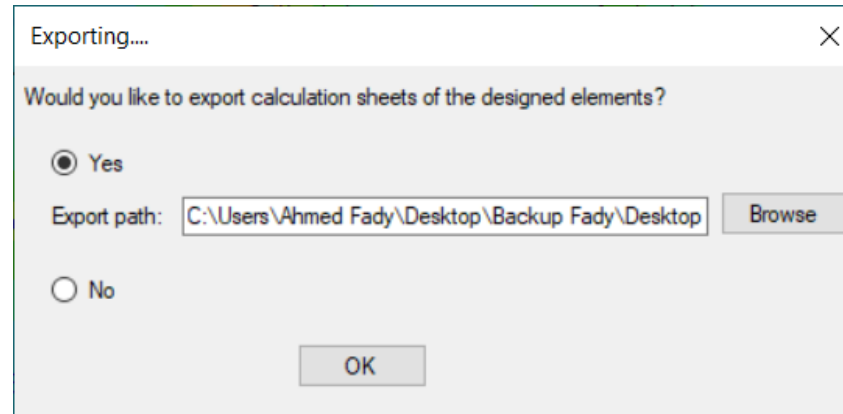 Exporting....
Would you like to export calculation sheets of the designed elements?
Yes
Export path: C:\Users\Ahmed Fady\Desktop\Backup Fady\Desktop Browse
No
OK